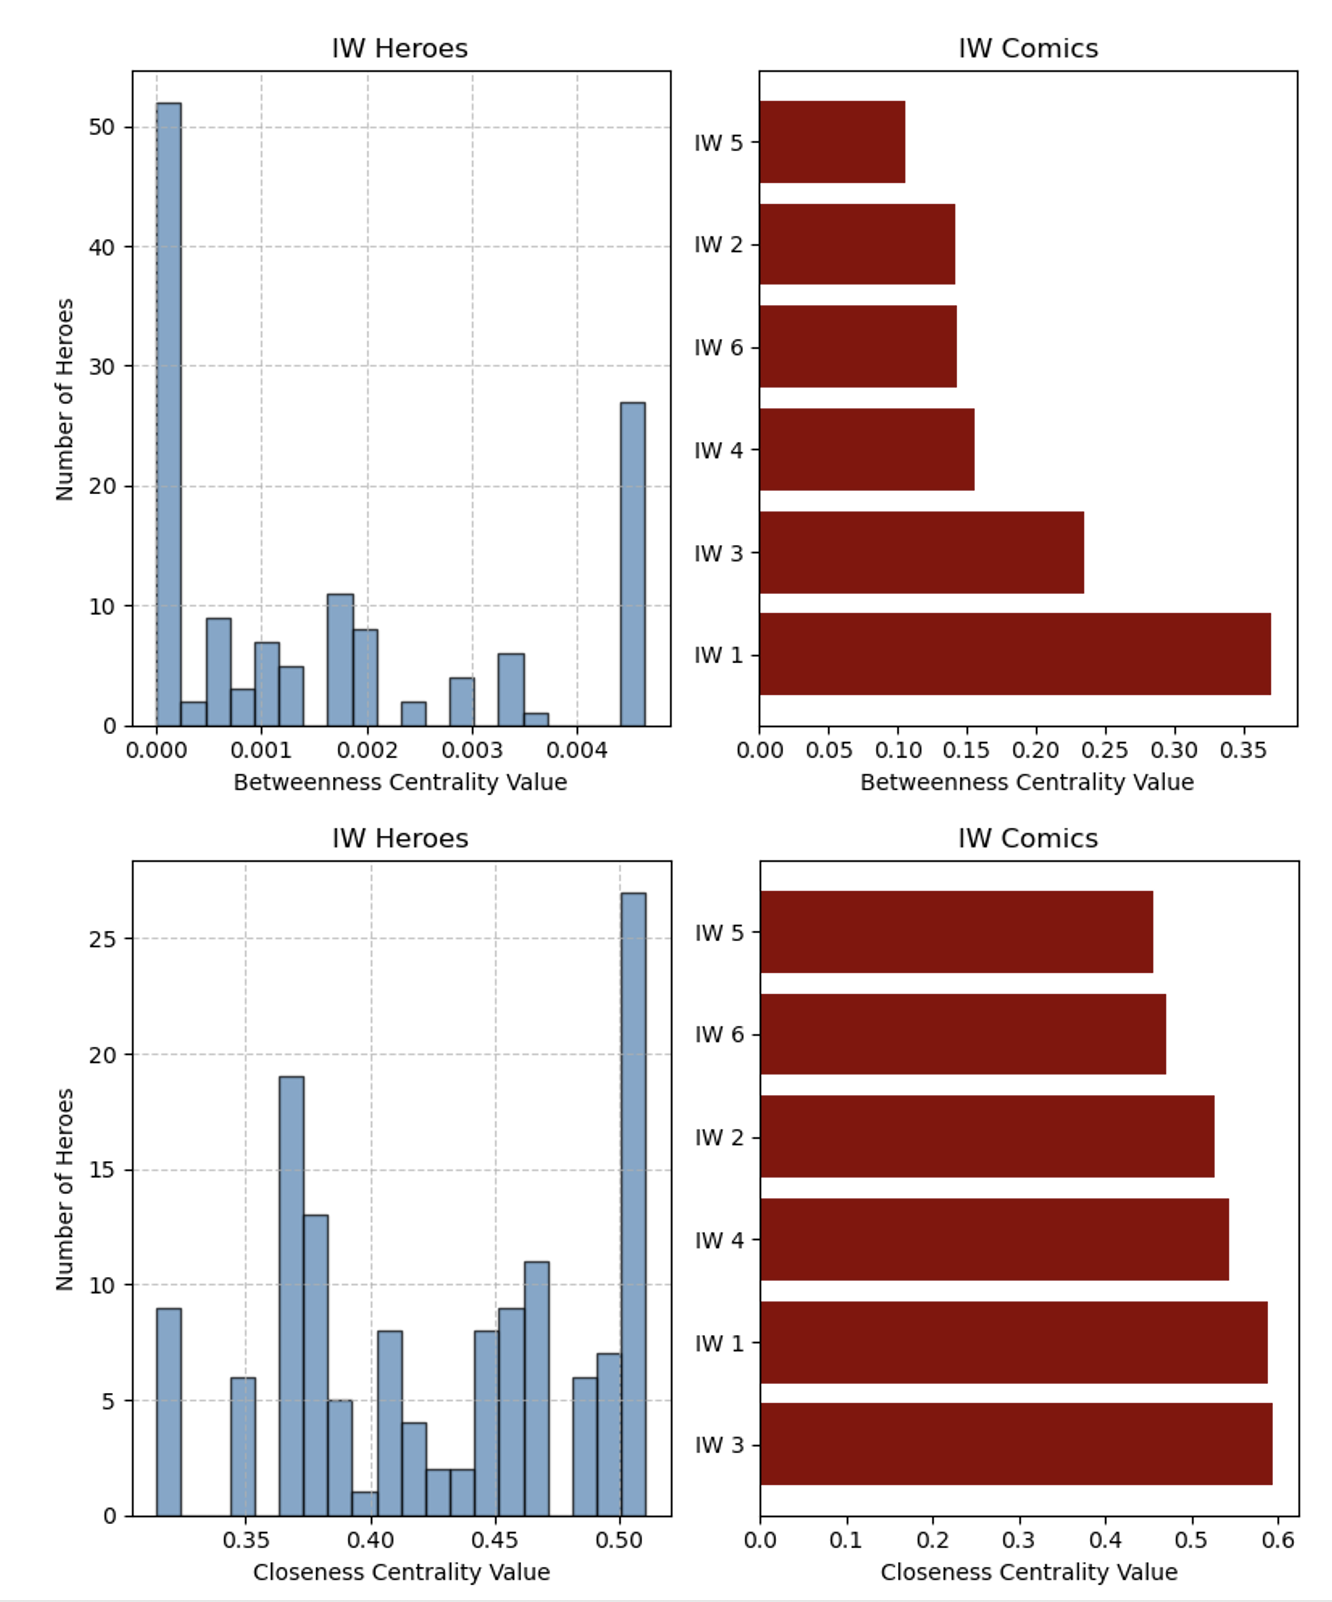 IW Heroes
50
40
30
20
10
0
Number of Heroes
0.000 0.001 0.002 0.003 0.004
Betweenness Centrality Value
IW Comics
IW 5
IW 2
IW 6
IW 4
IW 3
IW 1
0.00 0.05 0.10 0.15 0.20 0.25 0.30 0.35
Betweenness Centrality Value
IW Heroes
25
20
15
10
5
0
Number of Heroes
0.35 0.40 0.45 0.50
Closeness Centrality Value
IW Comics
IW 5
IW 6
IW 2
IW 4
IW 1
IW 3
0.0 0.1 0.2 0.3 0.4 0.5 0.6
Closeness Centrality Value